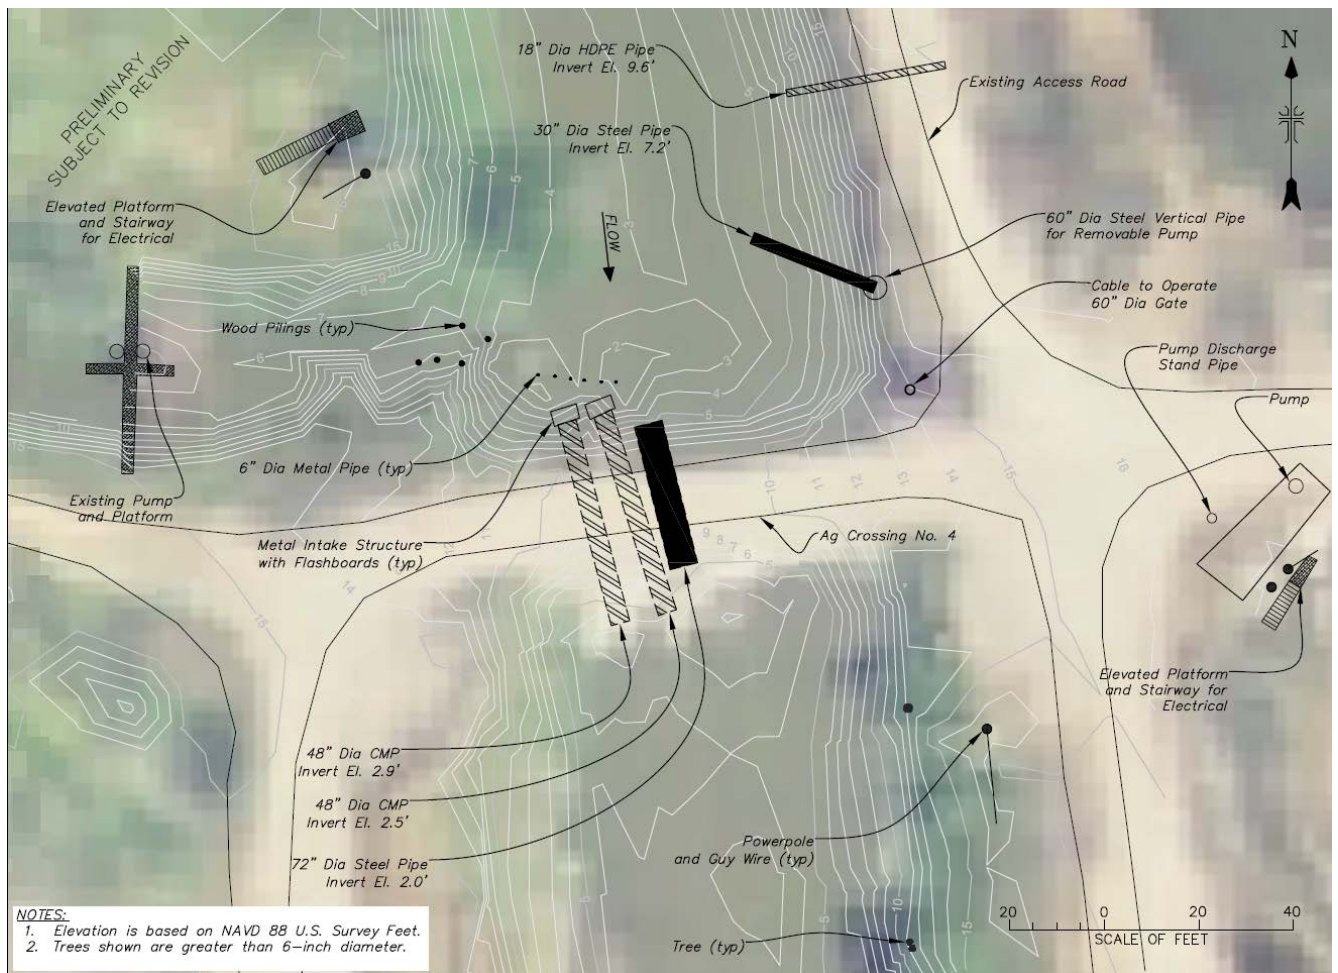 PRELIMINARY
SUBJECT TO REVISION
18" Dia HDPE Pipe
Invert El. 9.6'
N
Existing Access Road
30" Dia Steel Pipe
Invert El. 7.2'
Elevated Platform
and Stairway
for Electrical
FLOW
60" Dia Steel Vertical Pipe
for Removable Pump
Cable to Operate
60" Dia Gate
Wood Pilings (typ)
Pump Discharge
Stand Pipe
Pump
6" Dia Metal Pipe (typ)
Existing Pump
and Platform
Metal Intake Structure
with Flashboards (typ)
Ag Crossing No. 4
Elevated Platform
and Stairway for
Electrical
48" Dia CMP
Invert El. 2.9'
48" Dia CMP
Invert El. 2.5'
72" Dia Steel Pipe
Invert El. 2.0'
Powerpole
and Guy Wire (typ)
Tree (typ)
20 0 20 40
SCALE OF FEET
NOTES:
1. Elevation is based on NAVD 88 U.S. Survey Feet.
2. Trees shown are greater than 6-inch diameter.